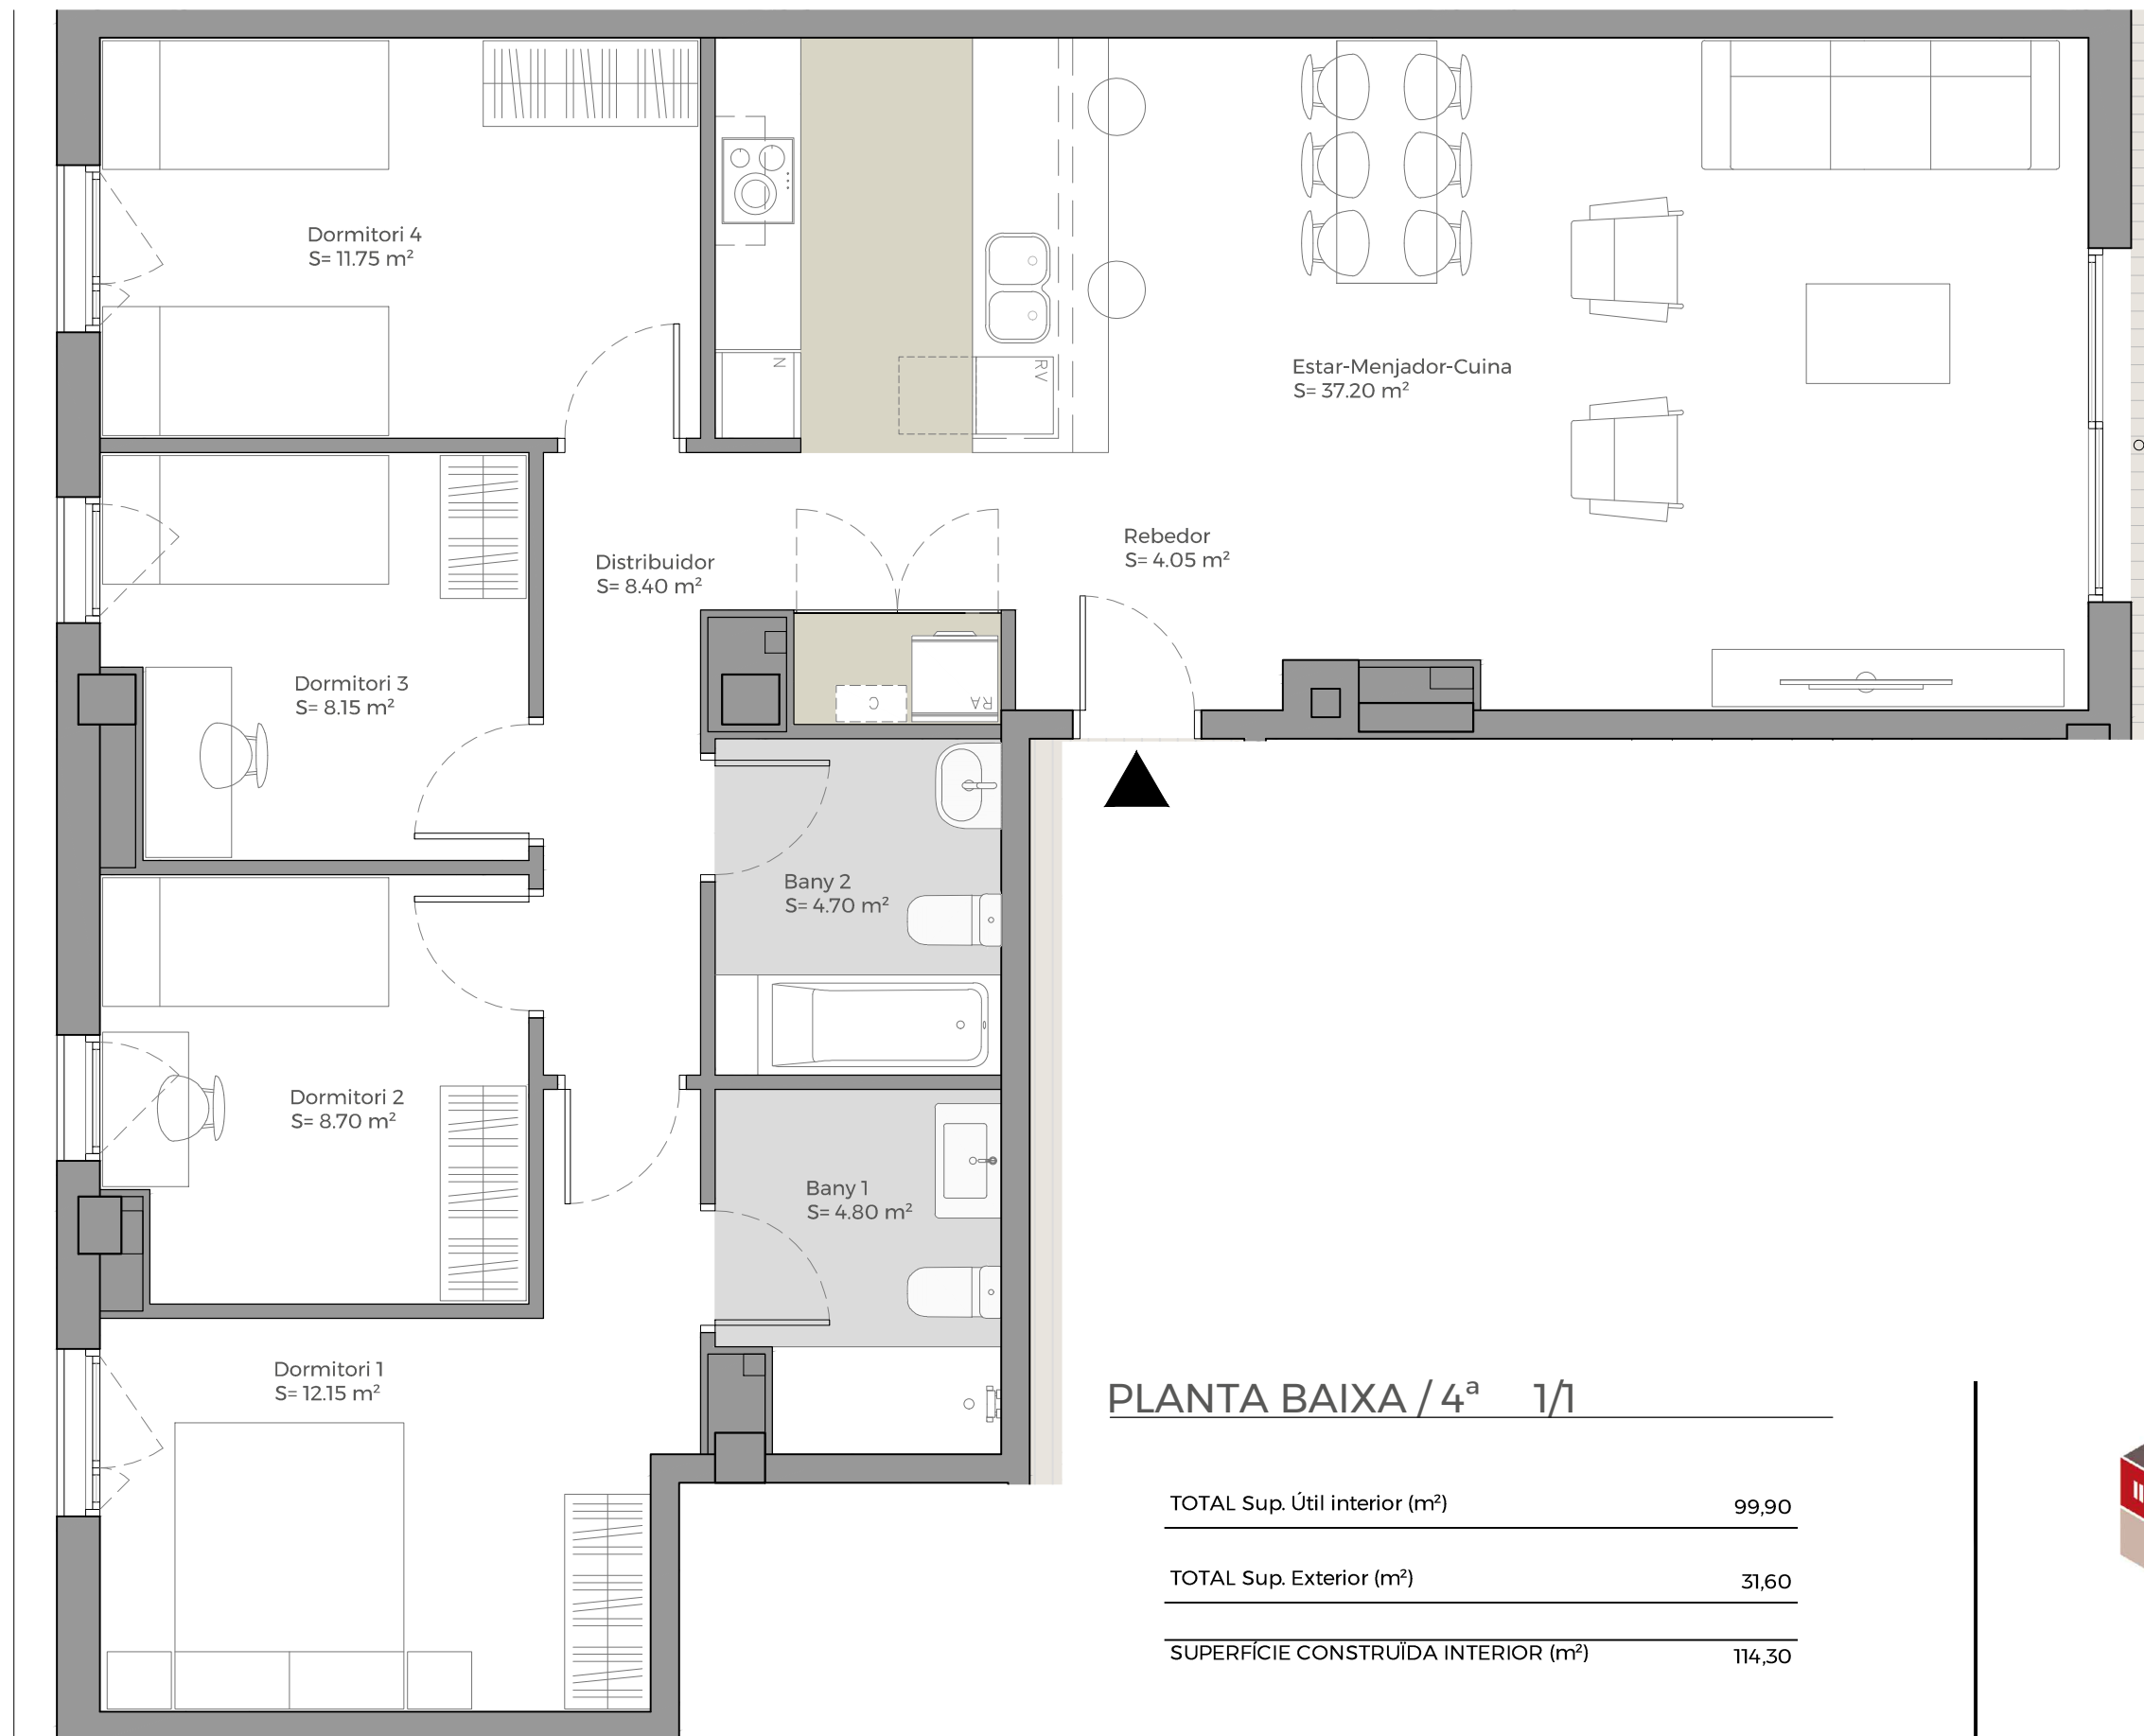 Dormitori 4
S= 11.75 m²
N
RV
Estar-Menjador-Cuina
S= 37.20 m²
Distribuidor
S= 8.40 m²
Rebedor
S= 4.05 m²
Dormitori 3
S= 8.15 m²
C
RA
Bany 2
S= 4.70 m²
Dormitori 2
S= 8.70 m²
Bany 1
S= 4.80 m²
Dormitori 1
S= 12.15 m²
PLANTA BAIXA / 4ª 1/1
TOTAL Sup. Útil interior (m²) 99,90
TOTAL Sup. Exterior (m²) 31,60
SUPERFÍCIE CONSTRUÏDA INTERIOR (m²) 114,30